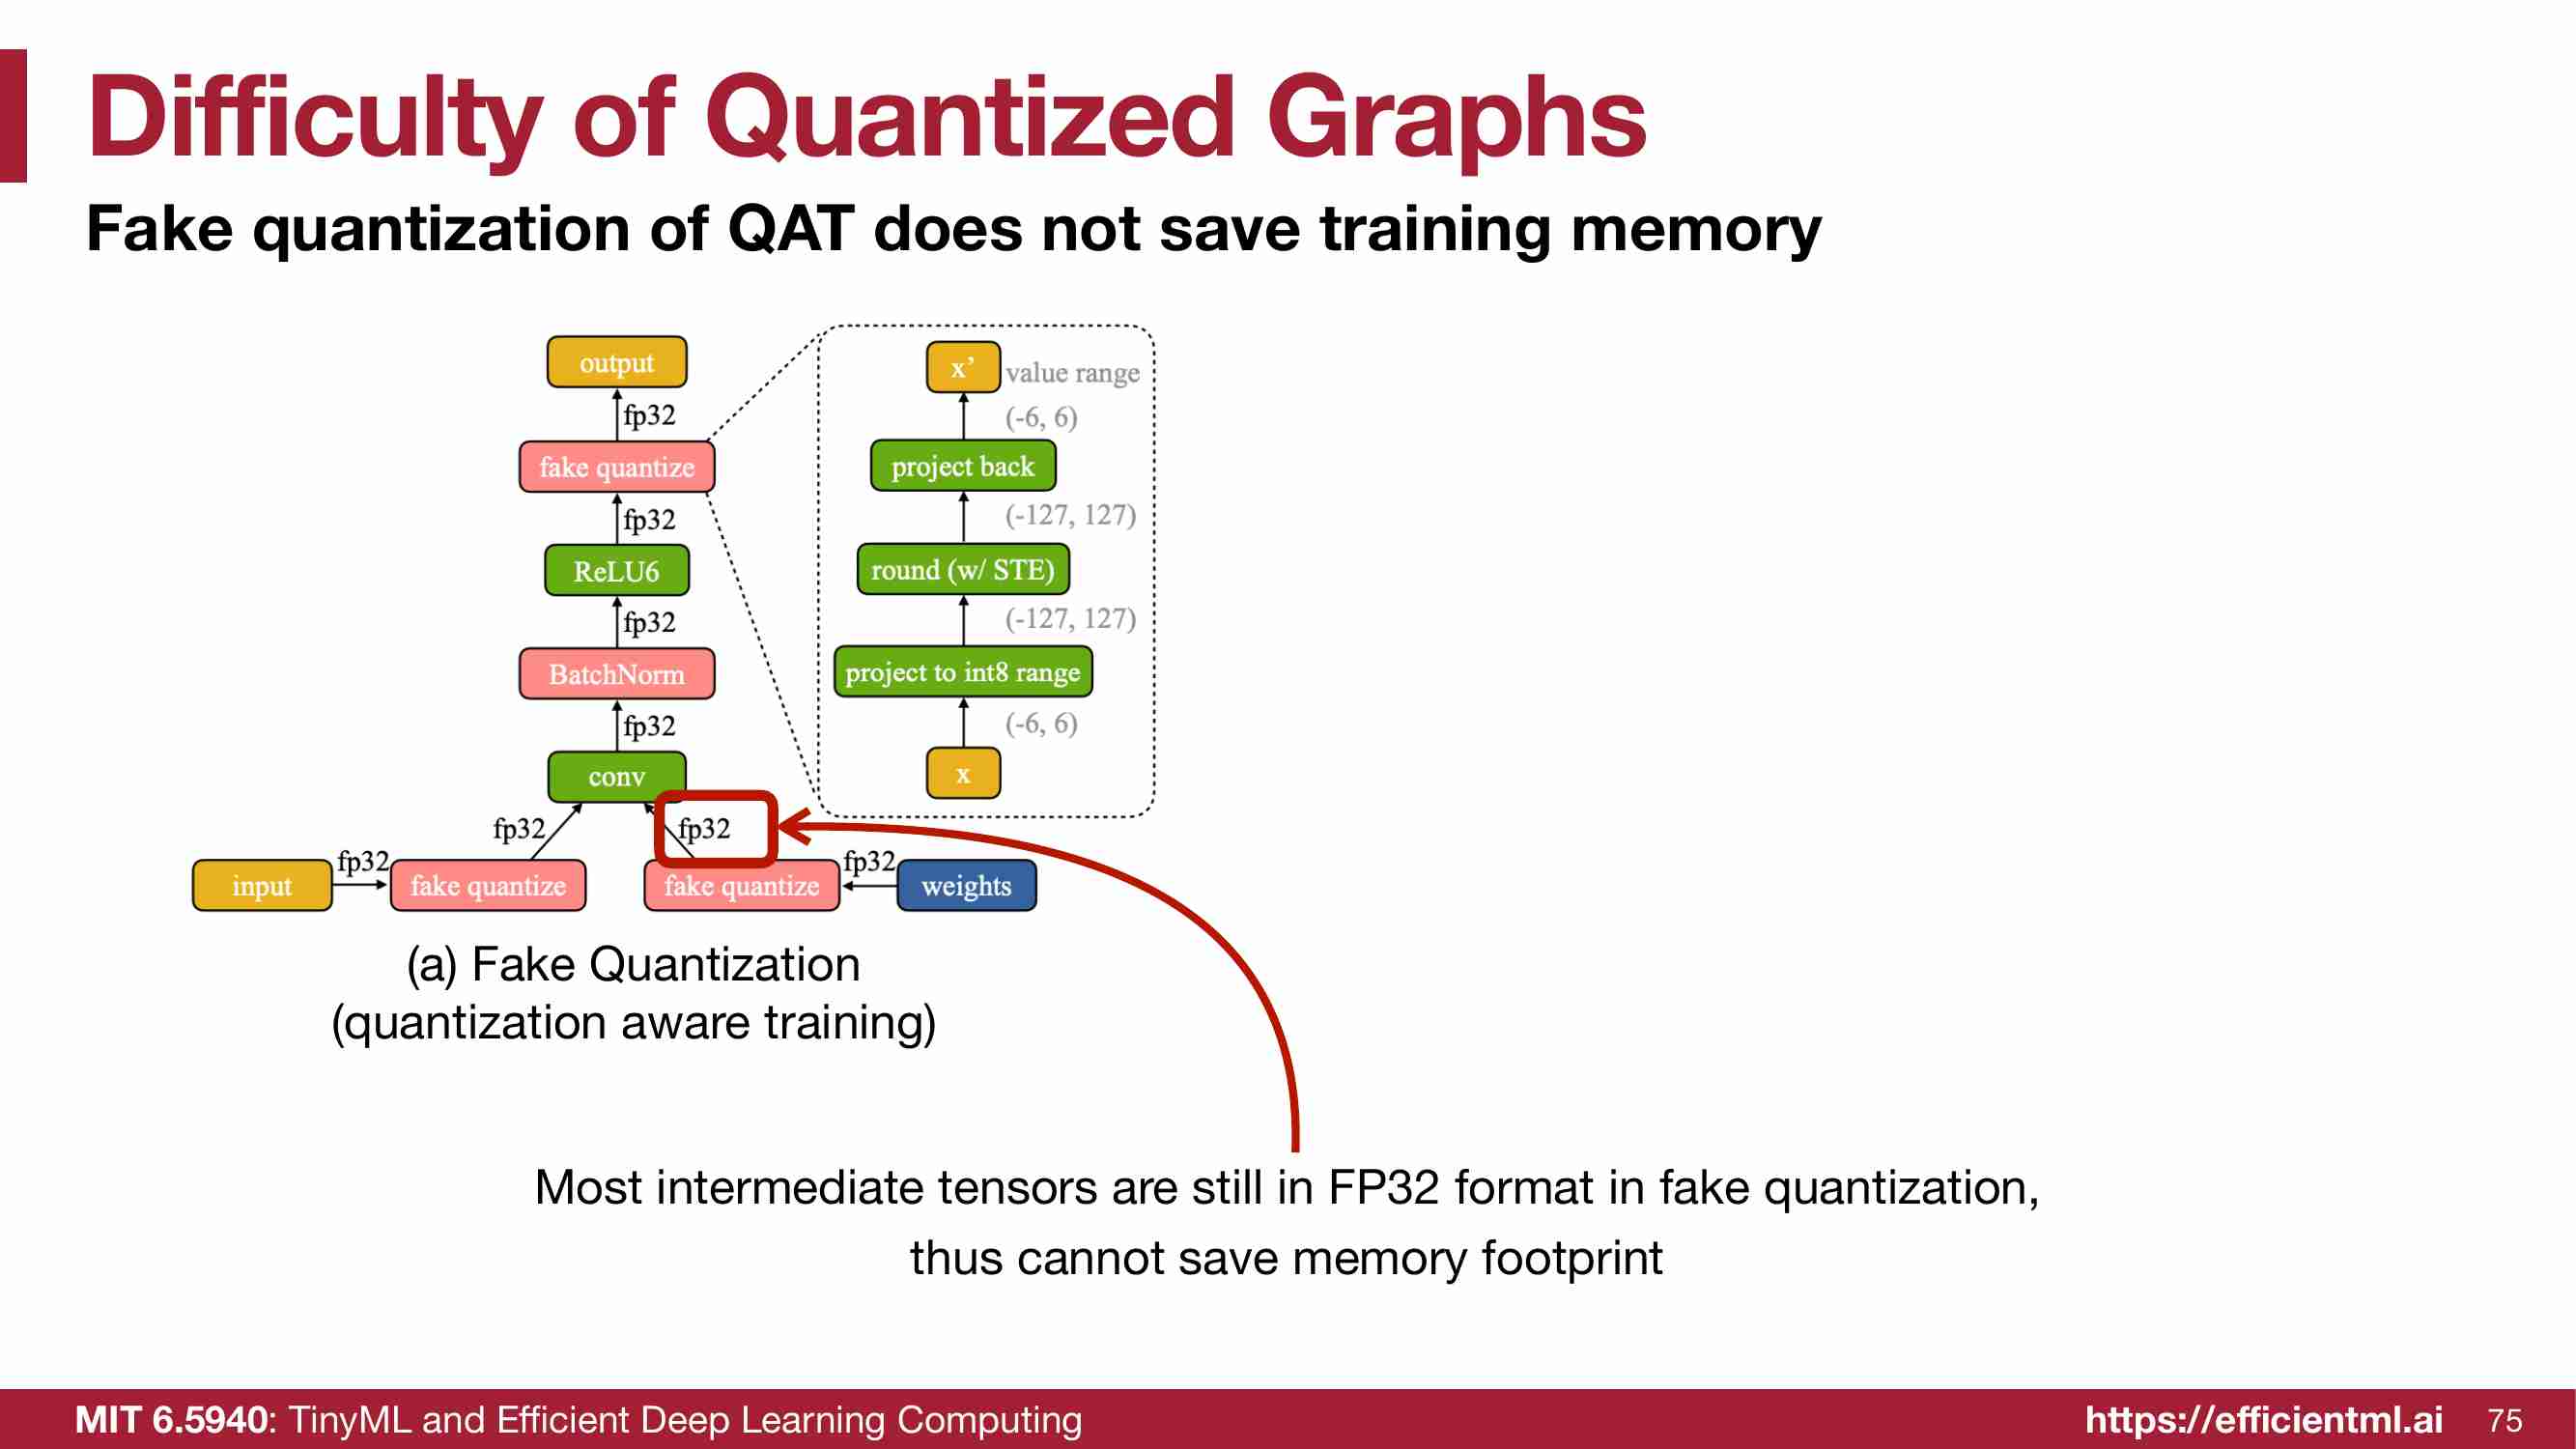 Difficulty of Quantized Graphs
Fake quantization of QAT does not save training memory
output
fp32
fake quantize
fp32
ReLU6
fp32
BatchNorm
fp32
conv
fp32
fp32
input
fp32
fake quantize
fake quantize
fp32
weights
x’
value range
(-6, 6)
project back
(-127, 127)
round (w/ STE)
(-127, 127)
project to int8 range
(-6, 6)
x
(a) Fake Quantization
(quantization aware training)
Most intermediate tensors are still in FP32 format in fake quantization,
thus cannot save memory footprint
MIT 6.5940: TinyML and Efficient Deep Learning Computing
https://efficientml.ai
75